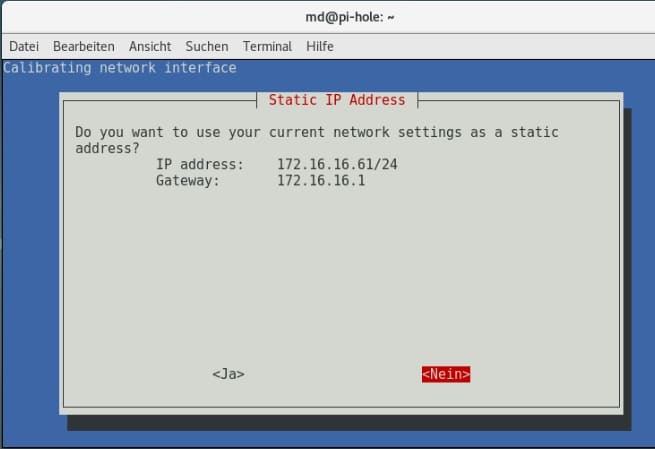 md@pi-hole: ~
Datei Bearbeiten Ansicht Suchen Terminal Hilfe
Calibrating network interface
Static IP Address
Do you want to use your current network settings as a static
address?
IP address: 172.16.16.61/24
Gateway: 172.16.16.1
<Ja> <Nein>